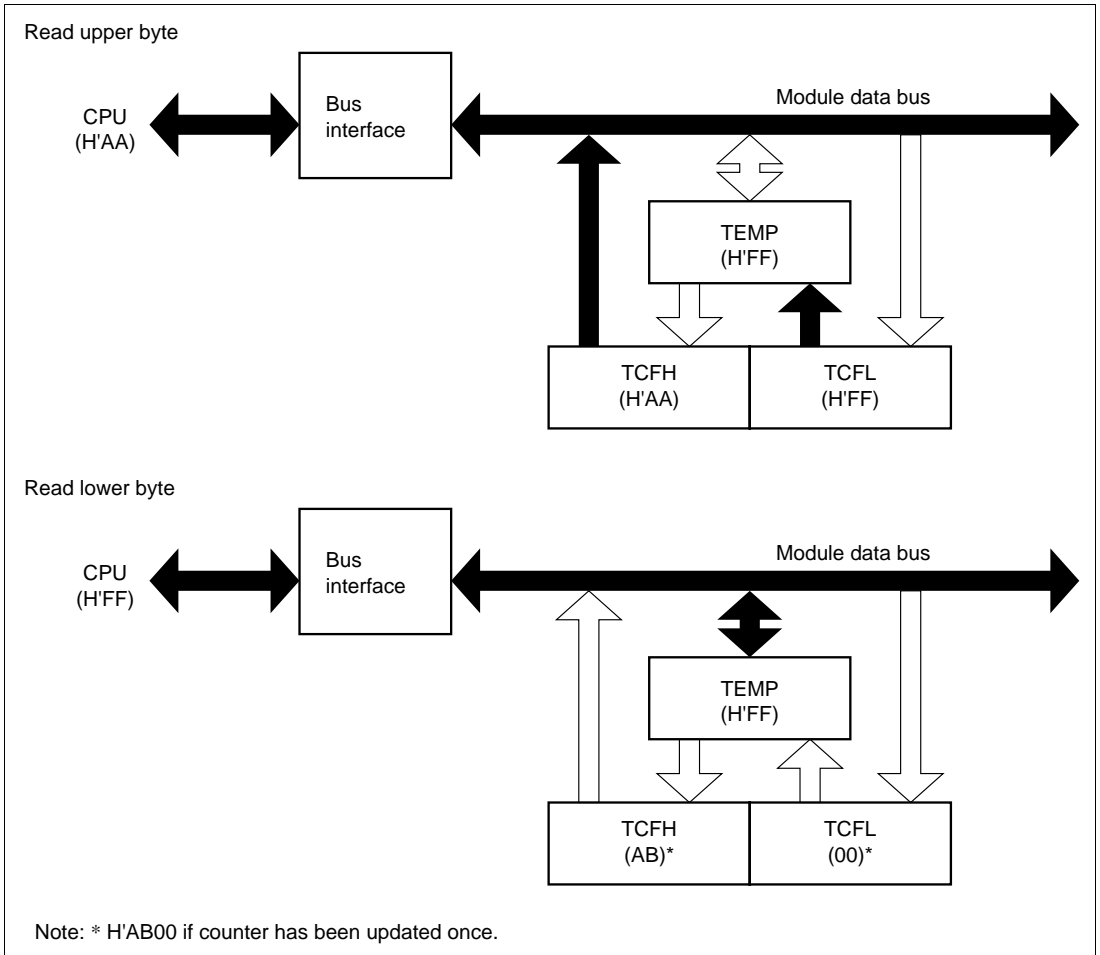 Read upper byte
Module data bus
CPU
(H'AA)
Bus
interface
TEMP
(H'FF)
TCFH
(H'AA)
TCFL
(H'FF)
Read lower byte
Module data bus
CPU
(H'FF)
Bus
interface
TEMP
(H'FF)
TCFH
(AB)*
TCFL
(00)*
Note: * H'AB00 if counter has been updated once.